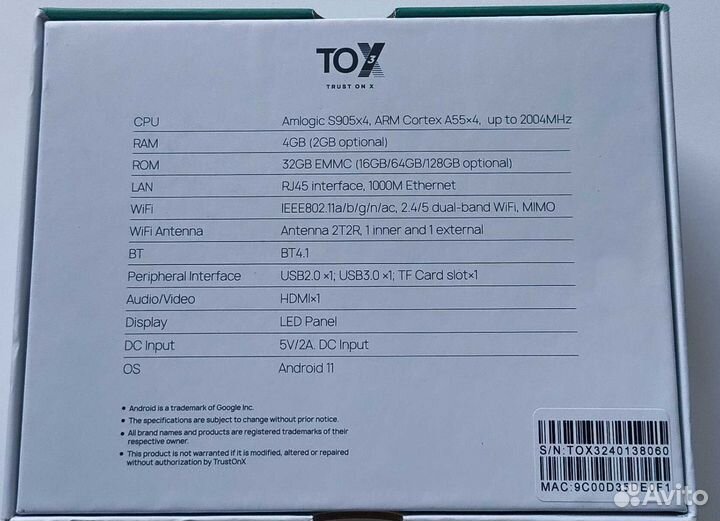 TOX3
TRUST ON X
CPU Amlogic S905x4, ARM Cortex A55×4, up to 2004MHz
RAM 4GB (2GB optional)
ROM 32GB EMMC (16GB/64GB/128GB optional)
LAN RJ45 interface, 1000M Ethernet
WiFi IEEE802.11a/b/g/n/ac, 2.4/5 dual-band WiFi, MIMO
WiFi Antenna Antenna 2T2R, 1 inner and 1 external
BT BT4.1
Peripheral Interface USB2.0 ×1; USB3.0 ×1; TF Card slot×1
Audio/Video HDMI×1
Display LED Panel
DC Input 5V/2A. DC Input
OS Android 11
• Android is a trademark of Google Inc.
• The specifications are subject to change without prior notice.
• All brand names and products are registered trademarks of their
respective owner.
• This product is not warranted if it is modified, altered or repaired
without authorization by TrustOnX
S/N:TOX3240138060
MAC:9C00D35DE0F1
Avito